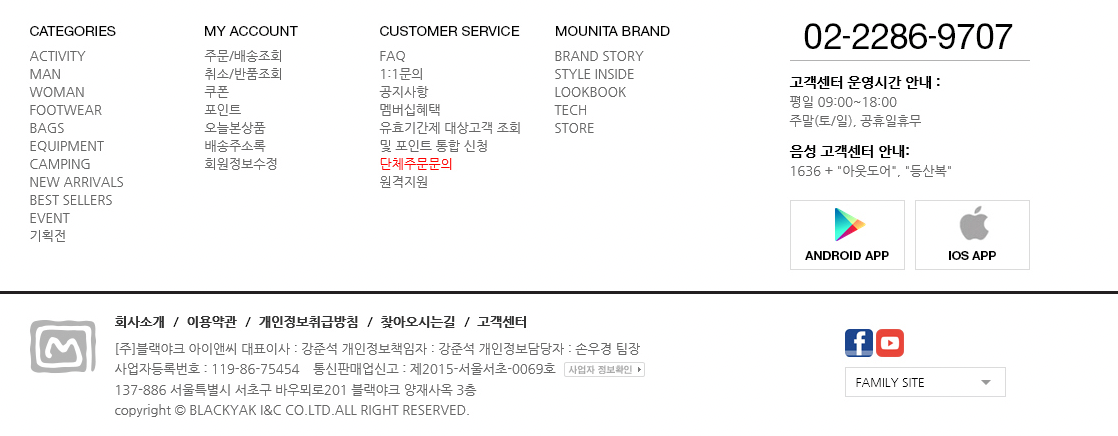 CATEGORIES
ACTIVITY
MAN
WOMAN
FOOTWEAR
BAGS
EQUIPMENT
CAMPING
NEW ARRIVALS
BEST SELLERS
EVENT
기획전
MY ACCOUNT
주문/배송조회
취소/반품조회
쿠폰
포인트
오늘본상품
배송주소록
회원정보수정
CUSTOMER SERVICE
FAQ
1:1문의
공지사항
멤버십혜택
유효기간제 대상고객 조회
및 포인트 통합 신청
단체주문문의
원격지원
MOUNITA BRAND
BRAND STORY
STYLE INSIDE
LOOKBOOK
TECH
STORE
02-2286-9707
고객센터 운영시간 안내 :
평일 09:00~18:00
주말(토/일), 공휴일휴무
음성 고객센터 안내:
1636 + "아웃도어", "등산복"
ANDROID APP
IOS APP
회사소개 / 이용약관 / 개인정보취급방침 / 찾아오시는길 / 고객센터
[주]블랙야크 아이앤씨 대표이사 : 강준석 개인정보책임자 : 강준석 개인정보담당자 : 손우경 팀장
사업자등록번호 : 119-86-75454 통신판매업신고 : 제2015-서울서초-0069호 사업자 정보확인
137-886 서울특별시 서초구 바우뫼로201 블랙야크 양재사옥 3층
copyright © BLACKYAK I&C CO.LTD.ALL RIGHT RESERVED.
FAMILY SITE